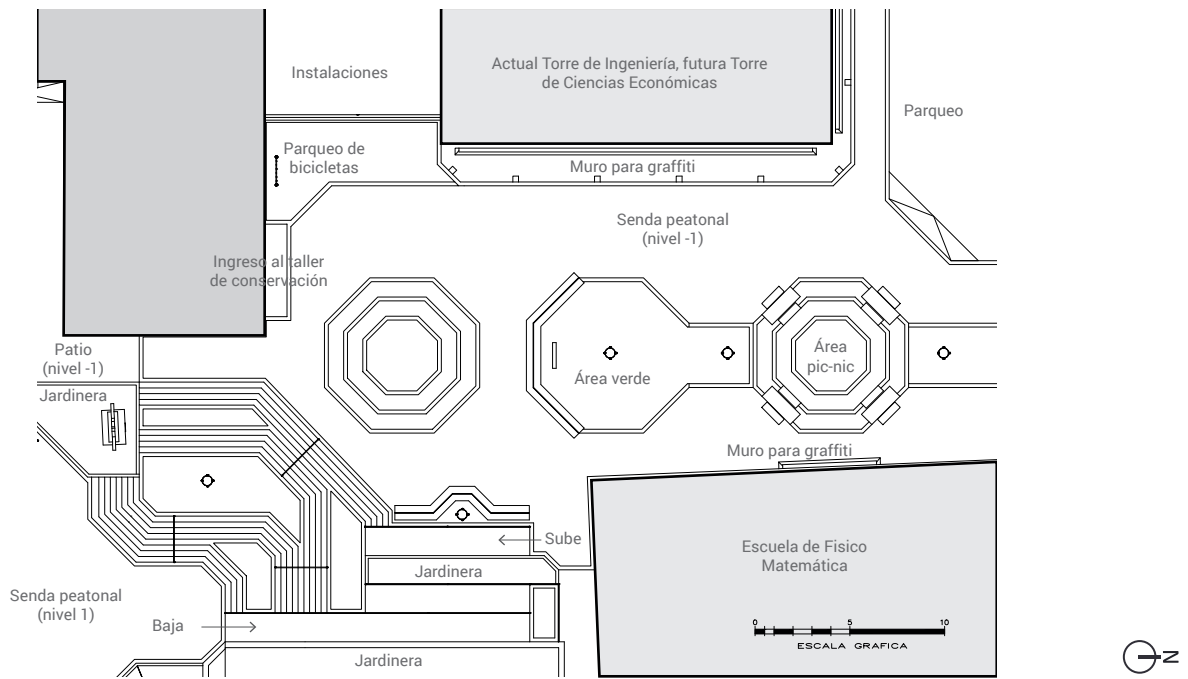 Instalaciones
Actual Torre de Ingeniería, futura Torre
de Ciencias Económicas
Parqueo
Parqueo de
bicicletas
Muro para graffiti
Senda peatonal
(nivel -1)
Ingreso al taller
de conservación
Patio
(nivel -1)
Jardinera
Área verde
Área
pic-nic
Muro para graffiti
Sube
Jardinera
Escuela de Fisico
Matemática
Senda peatonal
(nivel 1)
Baja
Jardinera
0 5 10
ESCALA GRAFICA
N